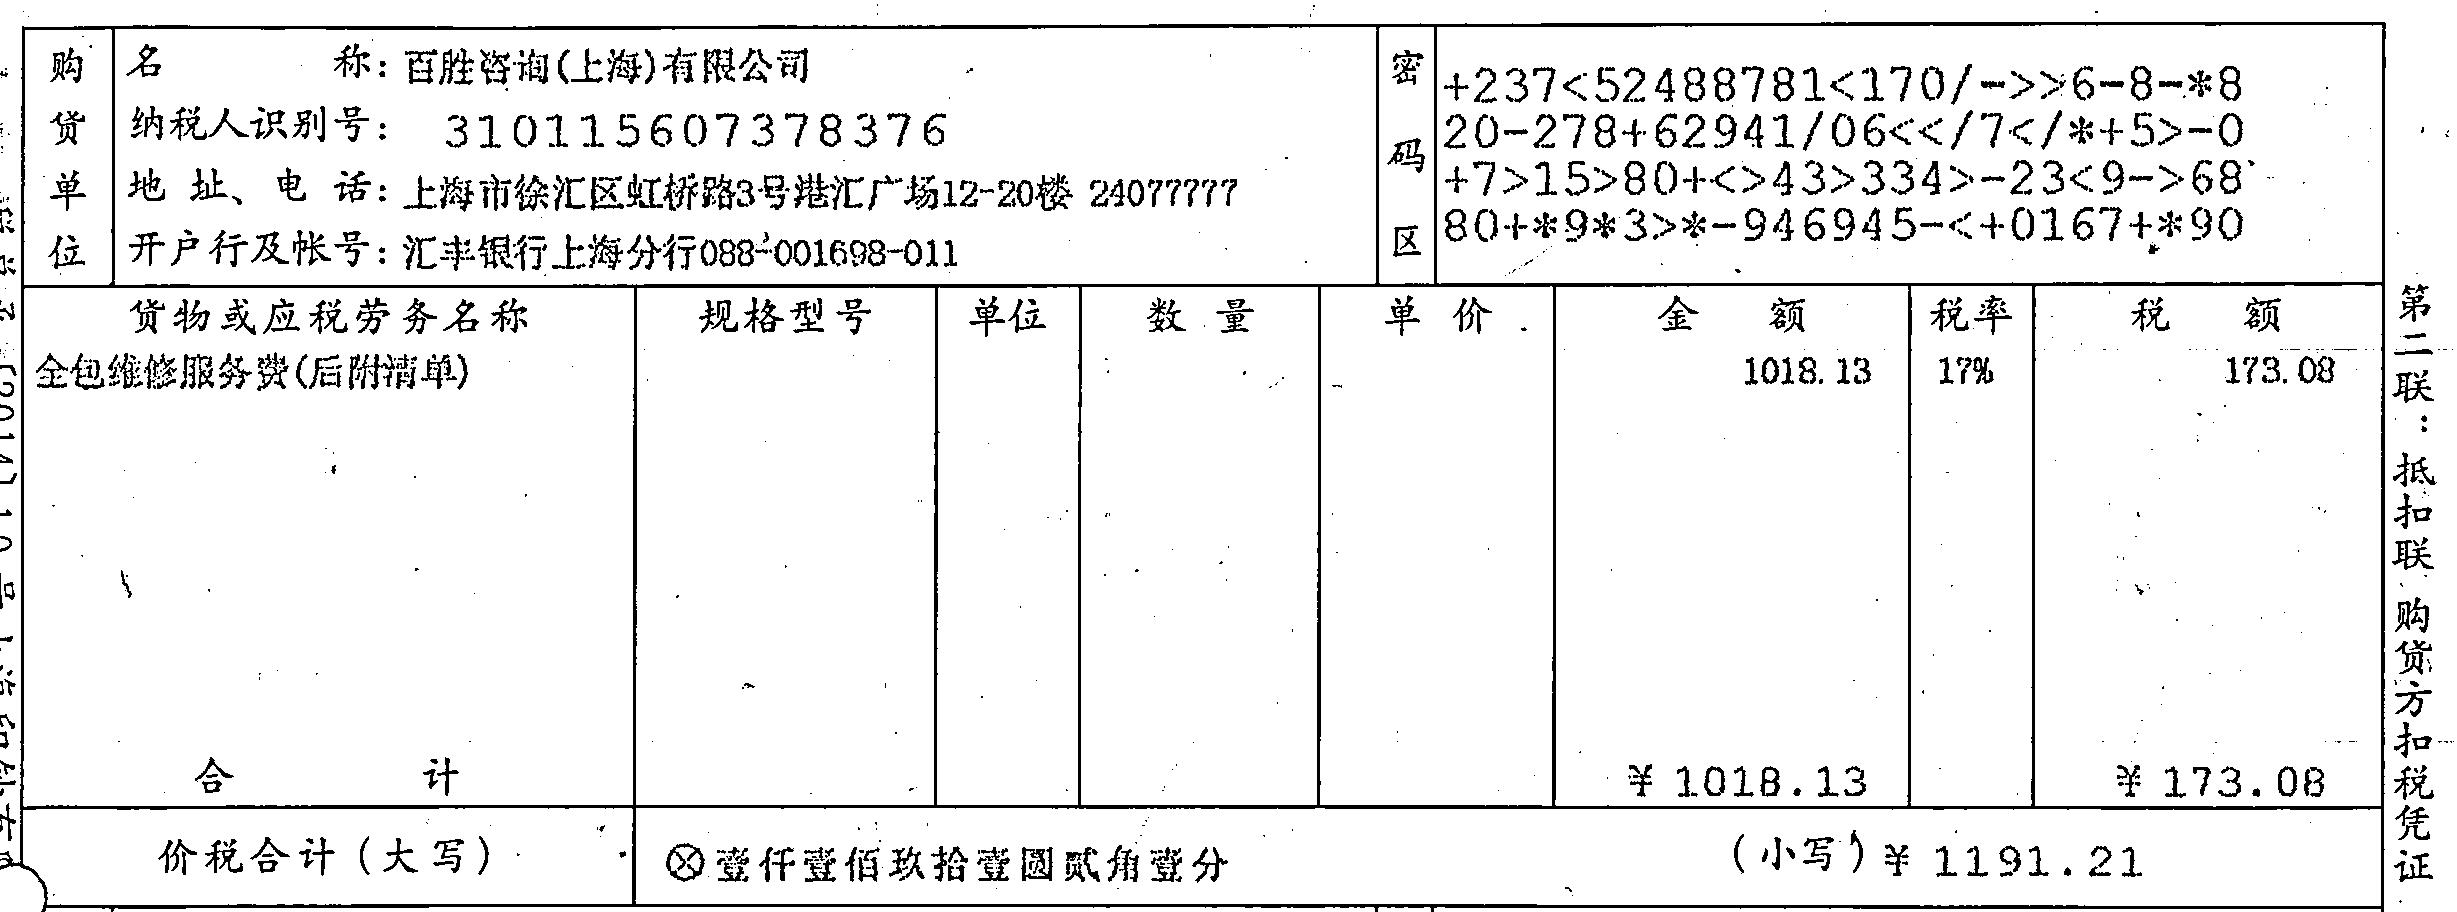 购货单位
名 称: 百胜咨询(上海)有限公司
纳税人识别号: 310115607378376
地 址、电 话: 上海市徐汇区虹桥路3号港汇广场12-20楼 24077777
开户行及帐号: 汇丰银行上海分行088-001698-011
密码区
+237<52488781<170/->>6-8-*8
20-278+62941/06<</7</*+5>-0
+7>15>80+<>43>334>-23<9->68
80+*9*3>*-946945-<+0167+*90
货物或应税劳务名称 规格型号 单位 数 量 单 价 金 额 税率 税 额
全包维修服务费(后附清单) 1018.13 17% 173.08
合 计 ¥ 1018.13 ¥ 173.08
价税合计(大写) ⊗壹仟壹佰玖拾壹圆贰角壹分 (小写)¥ 1191.21
第二联:抵扣联 购货方扣税凭证